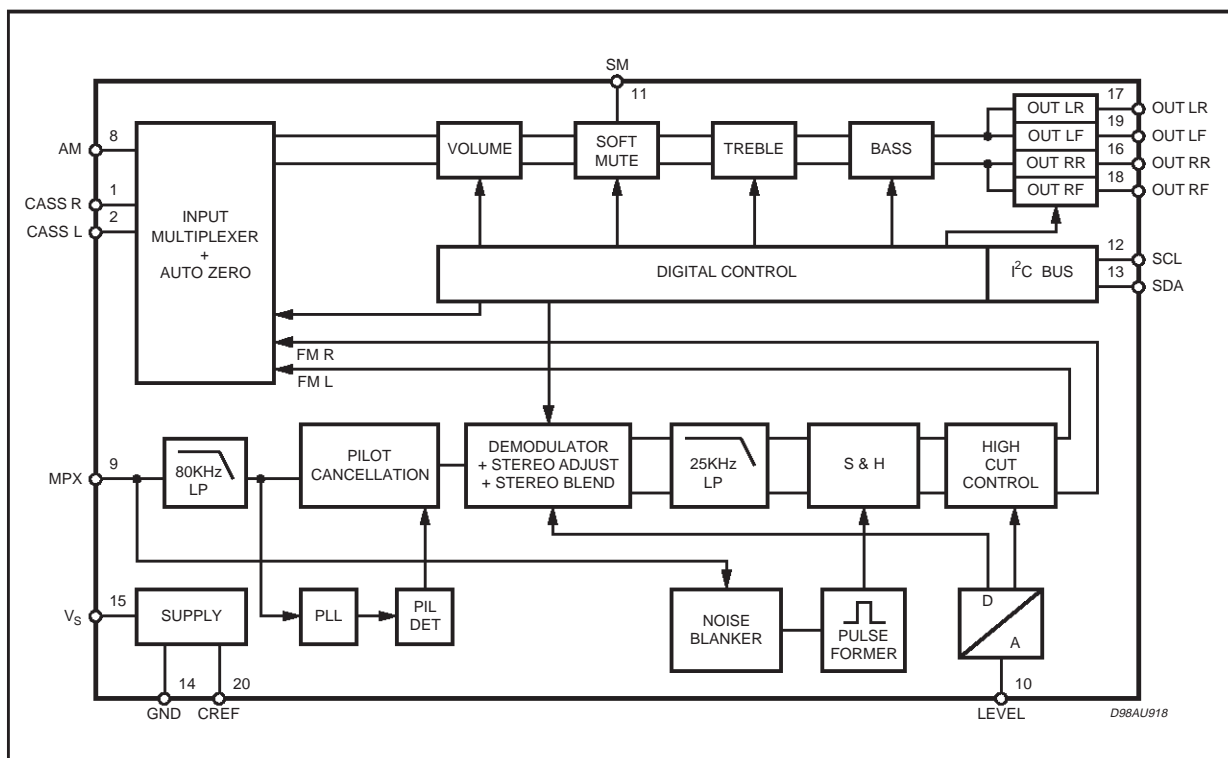 SM
11
17
OUT LR
OUT LR
8
AM
VOLUME
SOFT
MUTE
TREBLE
BASS
19
OUT LF
OUT LF
16
OUT RR
OUT RR
18
OUT RF
OUT RF
1
CASS R
2
CASS L
INPUT
MULTIPLEXER
+
AUTO ZERO
DIGITAL CONTROL
I²C BUS
12
SCL
13
SDA
FM R
FM L
9
MPX
80KHz
LP
PILOT
CANCELLATION
DEMODULATOR
+ STEREO ADJUST
+ STEREO BLEND
25KHz
LP
S & H
HIGH
CUT
CONTROL
15
VS
SUPPLY
PLL
PIL
DET
NOISE
BLANKER
PULSE
FORMER
D
A
14
GND
20
CREF
10
LEVEL
D98AU918